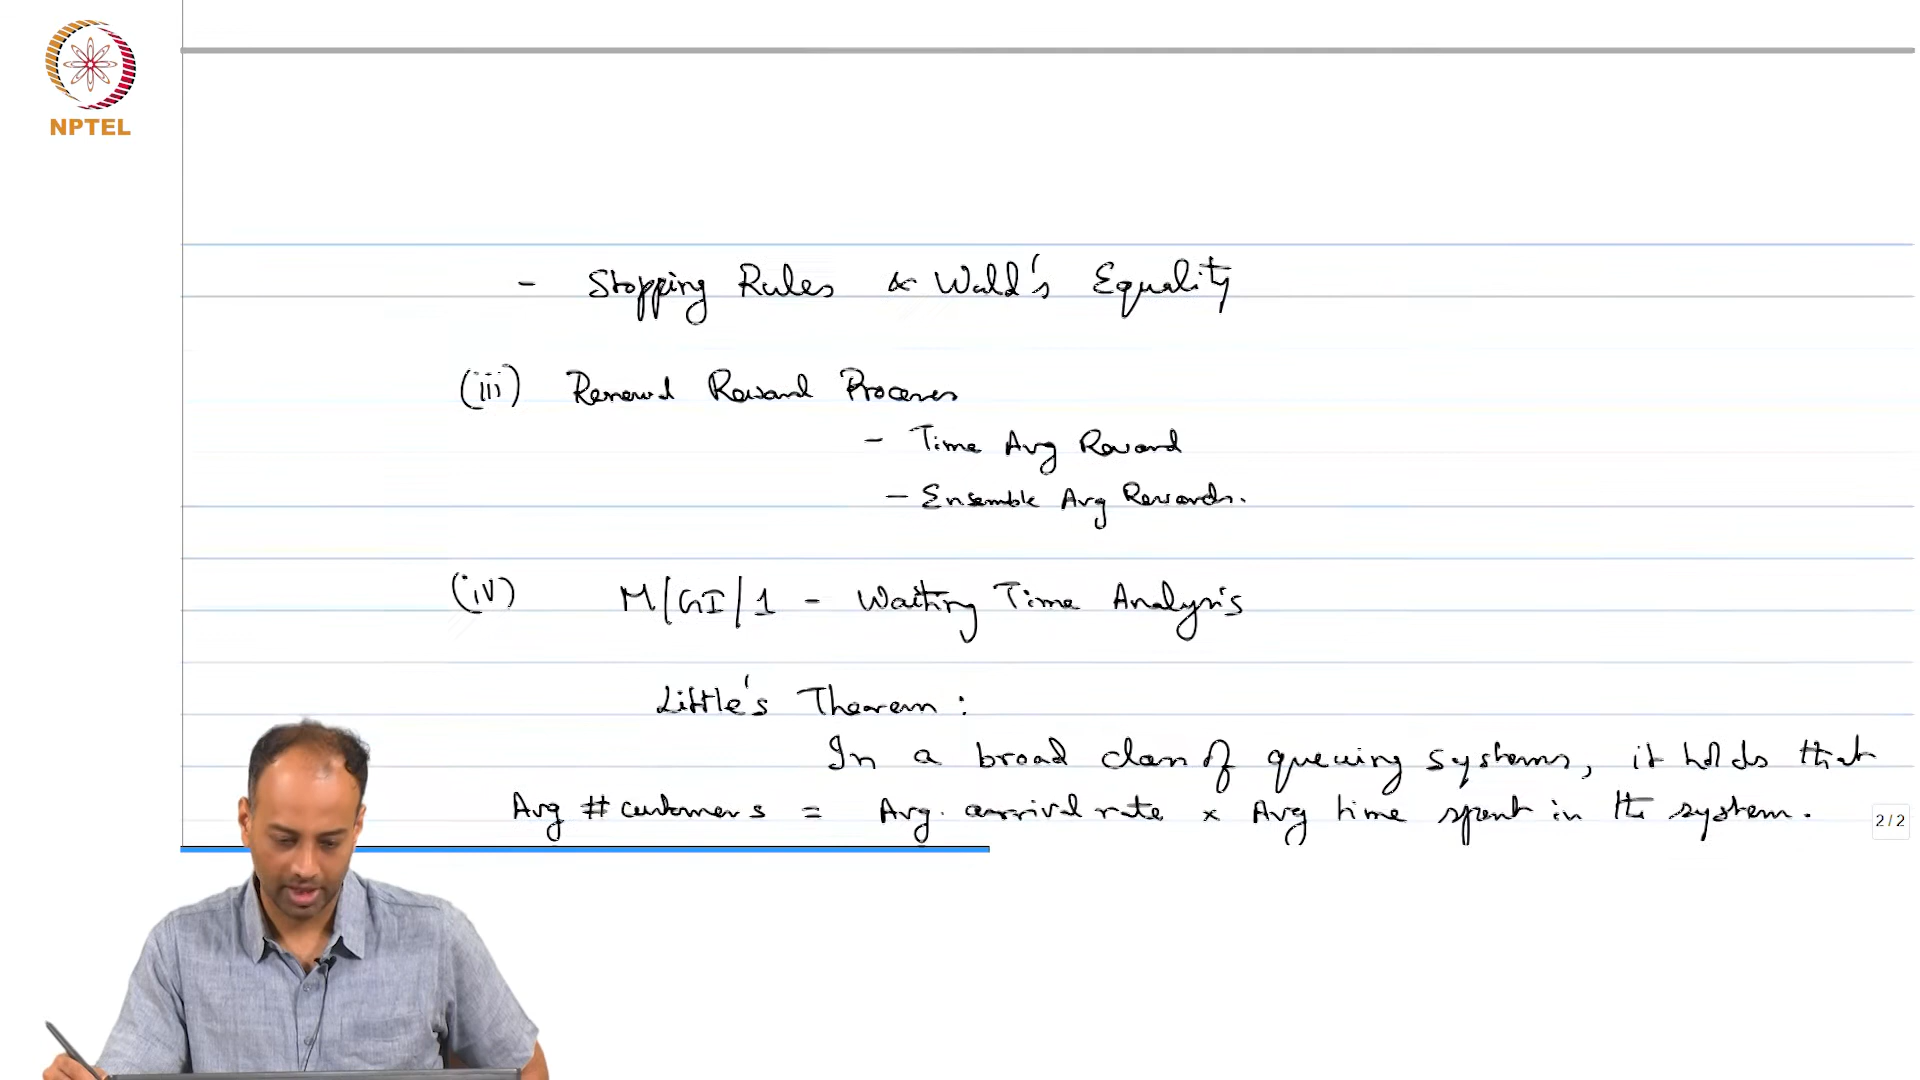 NPTEL
- Stopping Rules & Wald's Equality
(iii) Renewal Reward Processes
- Time Avg Reward
- Ensemble Avg Rewards.
(iv) M/GI/1 - Waiting Time Analysis
Little's Theorem :
In a broad class of queuing systems, it holds that
Avg # customers = Avg. arrival rate × Avg time spent in the system.
2 / 2